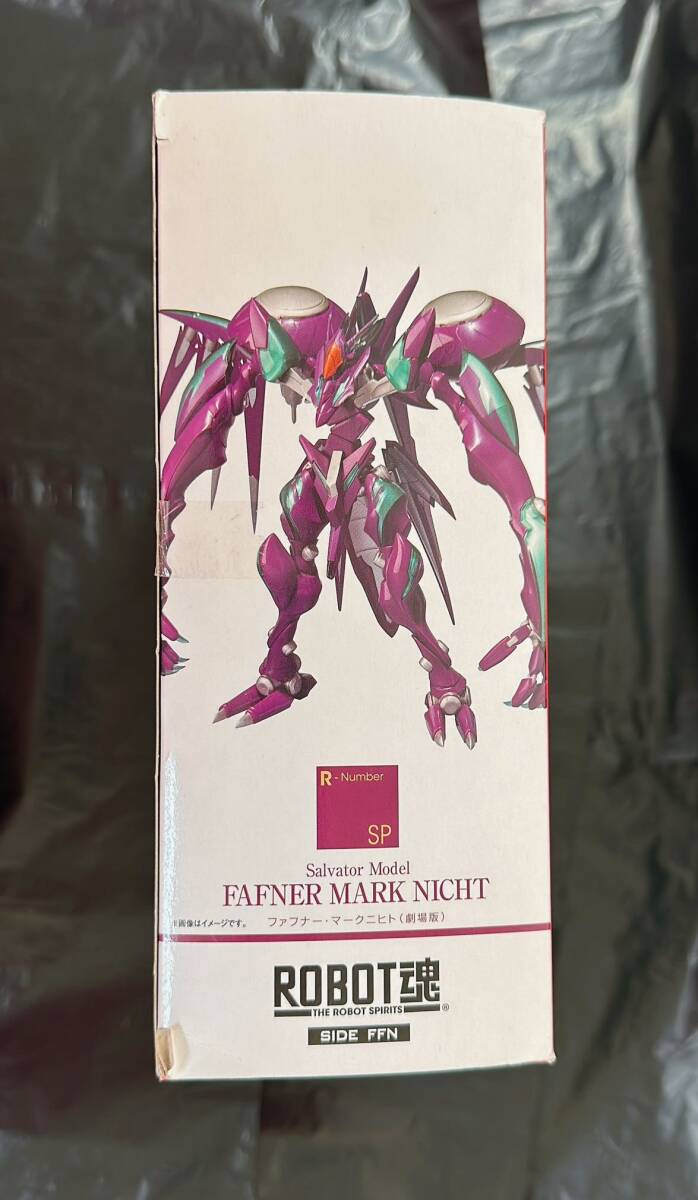 R - Number
SP
Salvator Model
FAFNER MARK NICHT
※画像はイメージです。 ファフナー・マークニヒト(劇場版)
ROBOT魂
THE ROBOT SPIRITS ®
SIDE FFN